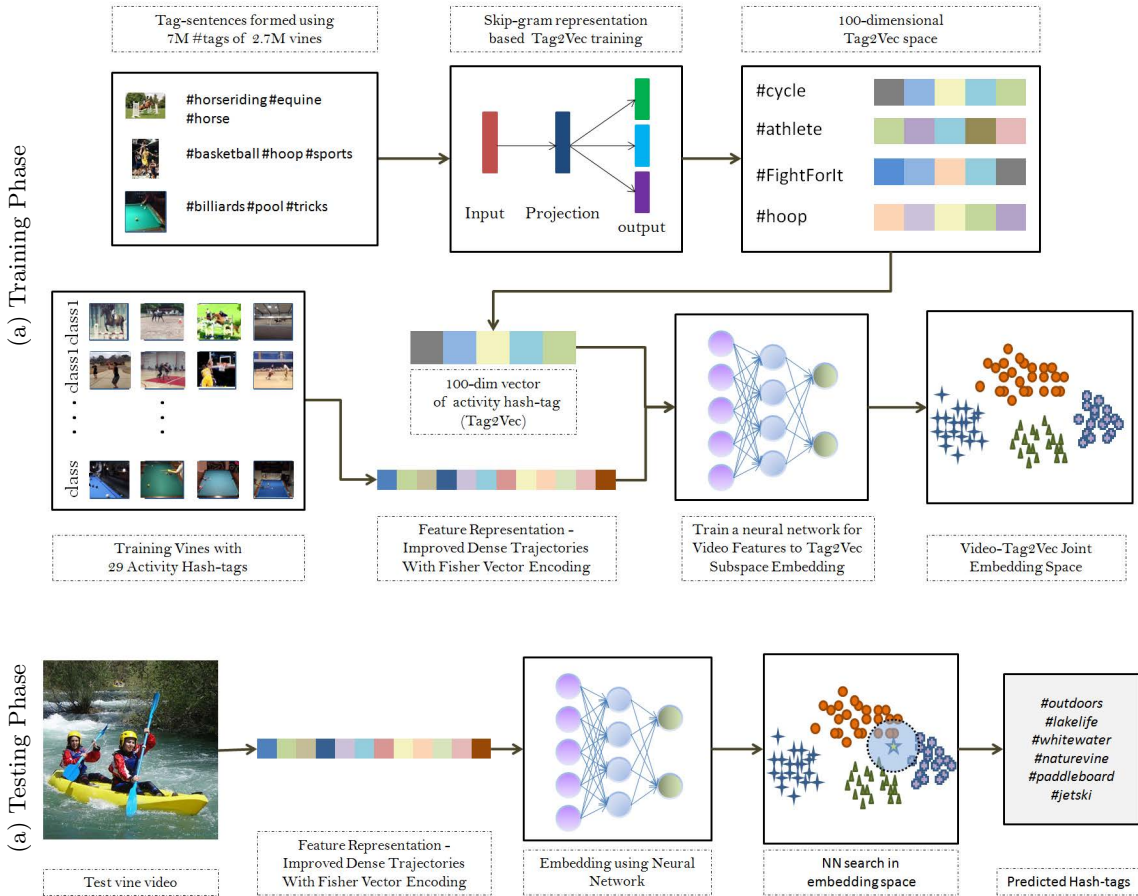 (a) Training Phase
Tag-sentences formed using
7M #tags of 2.7M vines
Skip-gram representation
based Tag2Vec training
100-dimensional
Tag2Vec space
#horseriding #equine
#horse
#basketball #hoop #sports
#billiards #pool #tricks
Input
Projection
output
#cycle
#athlete
#FightForIt
#hoop
class1
class1
class
100-dim vector
of activity hash-tag
(Tag2Vec)
Training Vines with
29 Activity Hash-tags
Feature Representation -
Improved Dense Trajectories
With Fisher Vector Encoding
Train a neural network for
Video Features to Tag2Vec
Subspace Embedding
Video-Tag2Vec Joint
Embedding Space
(a) Testing Phase
#outdoors
#lakelife
#whitewater
#naturevine
#paddleboard
#jetski
Test vine video
Feature Representation -
Improved Dense Trajectories
With Fisher Vector Encoding
Embedding using Neural
Network
NN search in
embedding space
Predicted Hash-tags